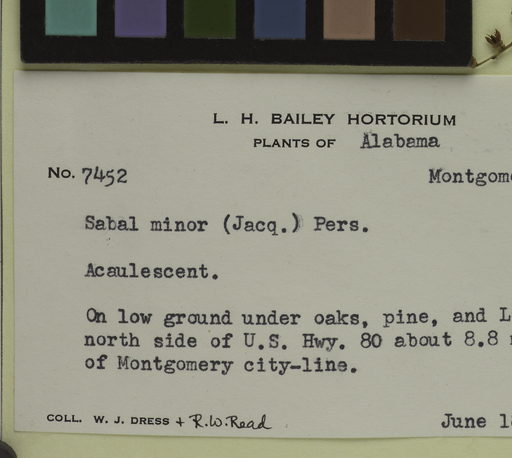 L. H. BAILEY HORTORIUM
PLANTS OF Alabama
No. 7452
Sabal minor (Jacq.) Pers.
Acaulescent.
On low ground under oaks, pine, and
north side of U.S. Hwy. 80 about 8.8
of Montgomery city-line.
COLL. W. J. DRESS + R.W. Read June